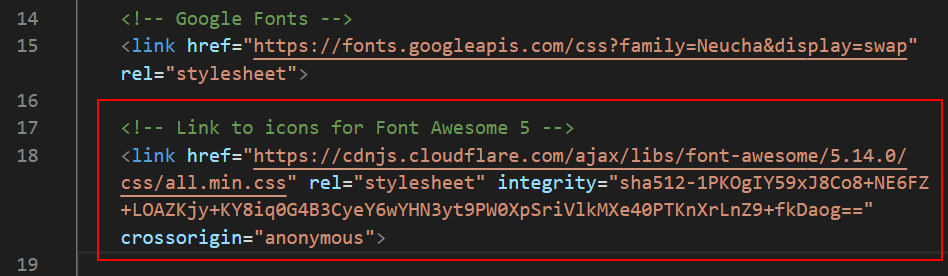 14 <!-- Google Fonts -->
15 <link href="https://fonts.googleapis.com/css?family=Neucha&display=swap"
rel="stylesheet">
16
17 <!-- Link to icons for Font Awesome 5 -->
18 <link href="https://cdnjs.cloudflare.com/ajax/libs/font-awesome/5.14.0/
css/all.min.css" rel="stylesheet" integrity="sha512-1PKOgIY59xJ8Co8+NE6FZ
+LOAZKjy+KY8iq0G4B3CyeY6wYHN3yt9PW0XpSriVlkMXe40PTKnXrLnZ9+fkDaog=="
crossorigin="anonymous">
19